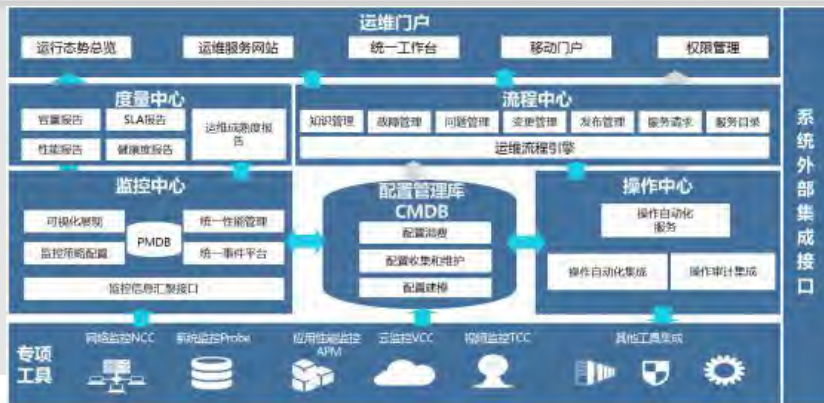 运维门户
运行态势总览
运维服务网站
统一工作台
移动门户
权限管理
度量中心
容量报告
SLA报告
运维成熟度报
告
性能报告
健康度报告
流程中心
知识管理
故障管理
问题管理
变更管理
发布管理
服务请求
服务目录
运维流程引擎
监控中心
可视化展现
统一性能管理
PMDB
监控策略配置
统一事件平台
监控信息汇聚接口
配置管理库
CMDB
配置消费
配置收集和维护
配置建模
操作中心
操作自动化
服务
操作自动化集成
操作审计集成
系统外部集成接口
专项
工具
网络监控NCC
系统监控Probe
应用性能监控
APM
云监控VCC
视频监控TCC
其他工具集成